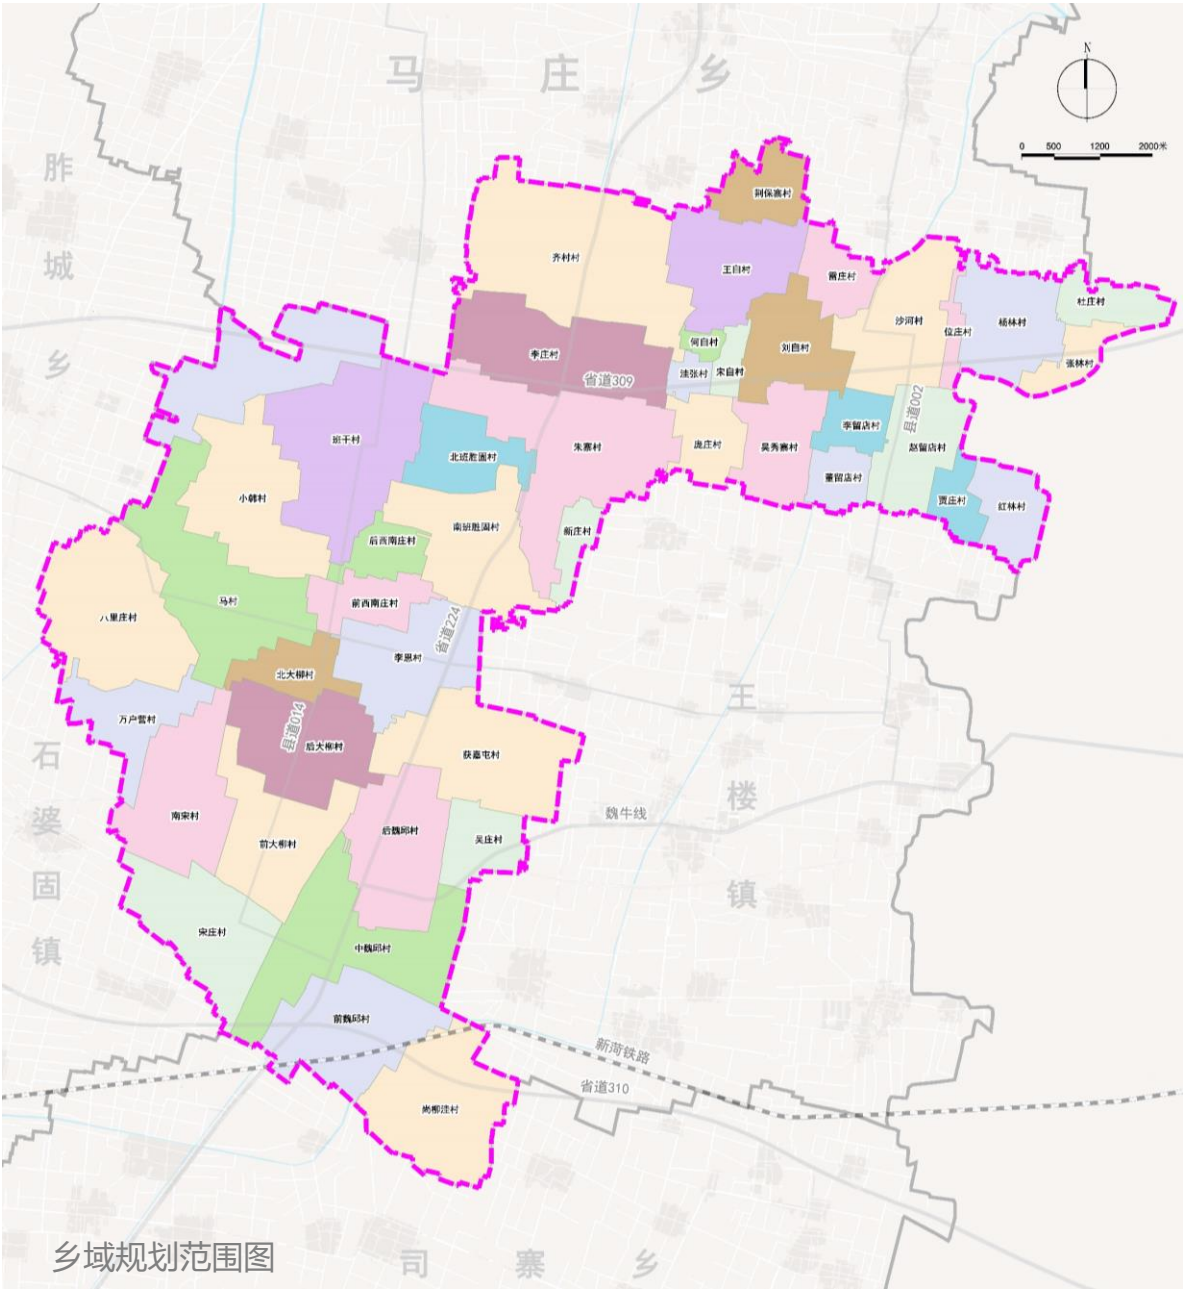 N
0 500 1200 2000米
马庄乡
胙城乡
石婆固镇
王楼镇
司寨乡
荆保寨村
齐村村
王自村
雷庄村
沙河村
位庄村
杨林村
杜庄村
张林村
何自村
刘自村
李庄村
省道309
洼张村
宋自村
县道002
班干村
北班胜固村
朱寨村
庞庄村
吴秀寨村
李留店村
赵留店村
董留店村
贾庄村
红林村
小韩村
南班胜固村
新庄村
后西南庄村
马村
前西南庄村
八里庄村
省道224
李恩村
北大柳村
万户营村
县道014
后大柳村
获嘉屯村
南宋村
后魏邱村
吴庄村
魏牛线
前大柳村
宋庄村
中魏邱村
前魏邱村
新菏铁路
省道310
尚柳洼村
乡域规划范围图